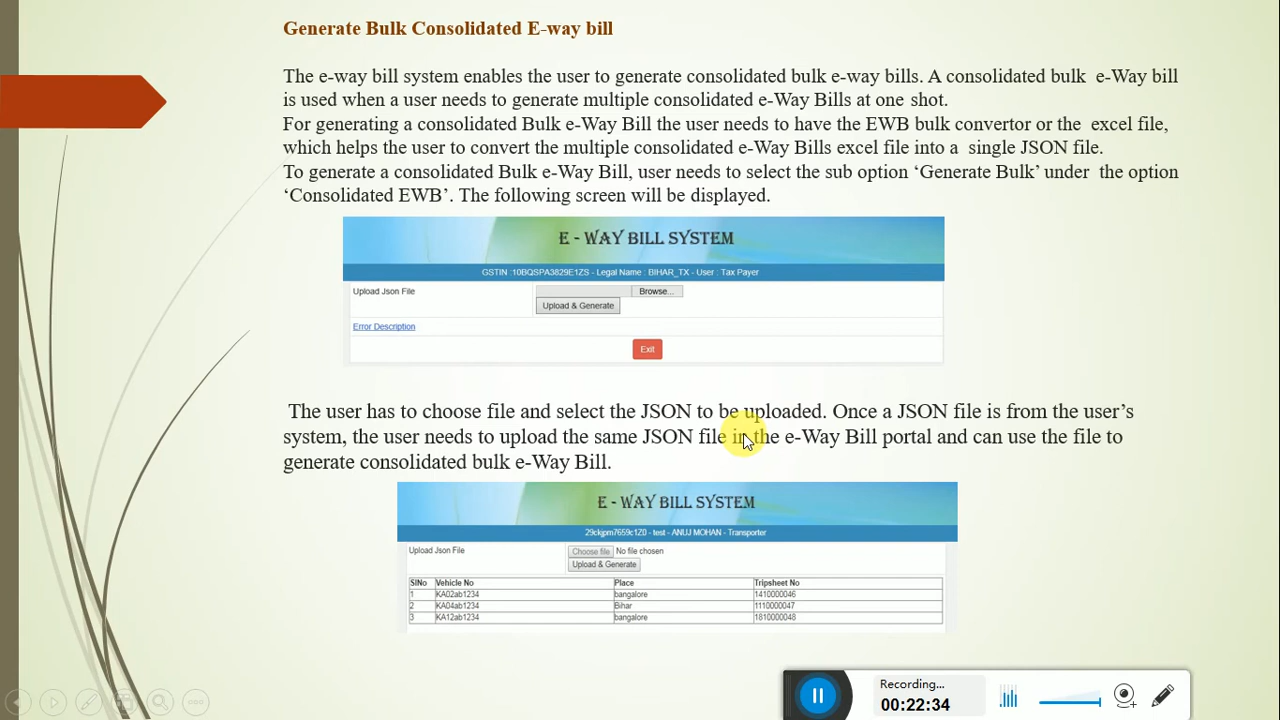 Generate Bulk Consolidated E-way bill
The e-way bill system enables the user to generate consolidated bulk e-way bills. A consolidated bulk e-Way bill
is used when a user needs to generate multiple consolidated e-Way Bills at one shot.
For generating a consolidated Bulk e-Way Bill the user needs to have the EWB bulk convertor or the excel file,
which helps the user to convert the multiple consolidated e-Way Bills excel file into a single JSON file.
To generate a consolidated Bulk e-Way Bill, user needs to select the sub option ‘Generate Bulk’ under the option
‘Consolidated EWB’. The following screen will be displayed.
E - WAY BILL SYSTEM
GSTIN :10BQSPA3829E1ZS - Legal Name : BIHAR_TX - User : Tax Payer
Upload Json File Browse...
Upload & Generate
Error Description
Exit
The user has to choose file and select the JSON to be uploaded. Once a JSON file is from the user’s
system, the user needs to upload the same JSON file in the e-Way Bill portal and can use the file to
generate consolidated bulk e-Way Bill.
E - WAY BILL SYSTEM
29ckjpm7659c1Z0 - test - ANUJ MOHAN - Transporter
Upload Json File Choose file No file chosen
Upload & Generate
SlNo Vehicle No Place Tripsheet No
1 KA02ab1234 bangalore 1410000046
2 KA04ab1234 Bihar 1110000047
3 KA12ab1234 bangalore 1810000048
Recording...
00:22:34